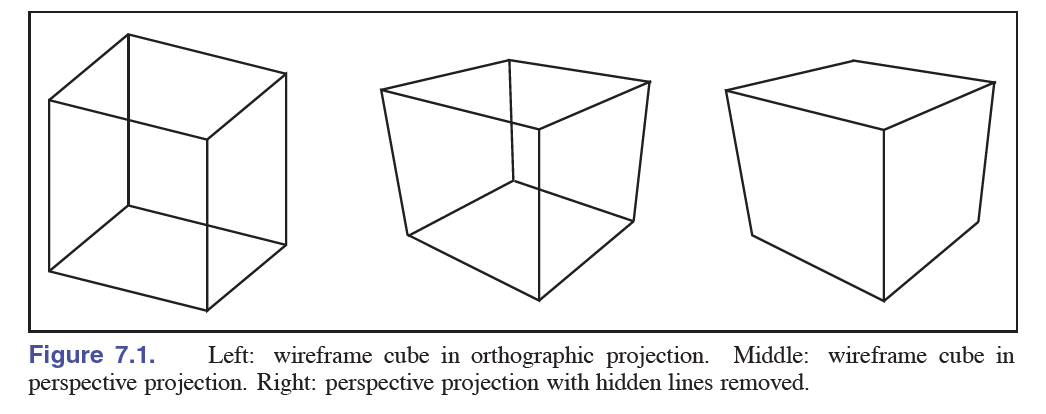 Figure 7.1. Left: wireframe cube in orthographic projection. Middle: wireframe cube in
perspective projection. Right: perspective projection with hidden lines removed.